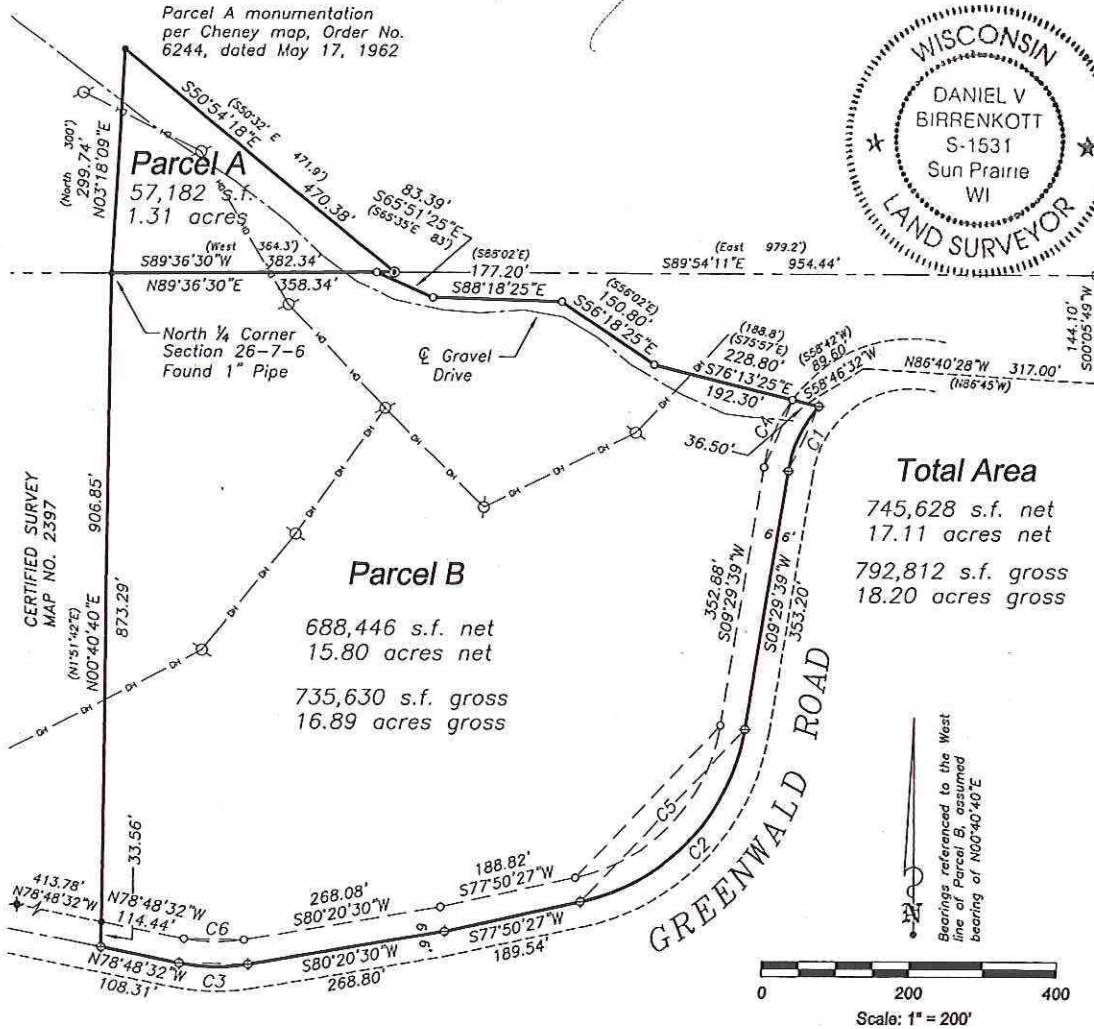 Parcel A monumentation
per Cheney map, Order No.
6244, dated May 17, 1962
WISCONSIN
DANIEL V
BIRRENKOTT
S-1531
Sun Prairie
WI
LAND SURVEYOR
(North 300')
299.74'
N03°18'09"E
Parcel A
57,182 s.f.
1.31 acres
(S50°32' E 471.9')
S50°54'18"E
470.38'
83.39'
S65°51'25"E
(S65°35'E 83')
(West 364.3')
S89°36'30"W 382.34'
N89°36'30"E 358.34'
(S88°02'E)
177.20'
S88°18'25"E
(East 979.2')
S89°54'11"E 954.44'
144.10'
S00°05'49"W
North ¼ Corner
Section 26-7-6
Found 1" Pipe
℄ Gravel
Drive
(S56°02'E)
150.80'
S56°18'25"E
(188.8')
(S75°57'E)
228.80'
S76°13'25"E
192.30'
36.50'
(S58°42'W)
89.60'
S58°46'32"W
N86°40'28"W 317.00'
(N86°45'W)
C4
C1
Total Area
745,628 s.f. net
17.11 acres net
792,812 s.f. gross
18.20 acres gross
CERTIFIED SURVEY
MAP NO. 2397
906.85'
873.29'
(N1°51'42"E)
N00°40'40"E
Parcel B
688,446 s.f. net
15.80 acres net
735,630 s.f. gross
16.89 acres gross
OH OH OH
66'
352.88'
S09°29'39"W
S09°29'39"W
353.20'
GREENWALD ROAD
C5
C2
33.56'
413.78'
N78°48'32"W
N78°48'32"W
114.44'
C6
268.08'
S80°20'30"W
188.82'
S77°50'27"W
66'
S77°50'27"W
189.54'
N78°48'32"W
108.31'
C3
S80°20'30"W
268.80'
N
Bearings referenced to the West
line of Parcel B, assumed
bearing of N00°40'40"E
0 200 400
Scale: 1" = 200'